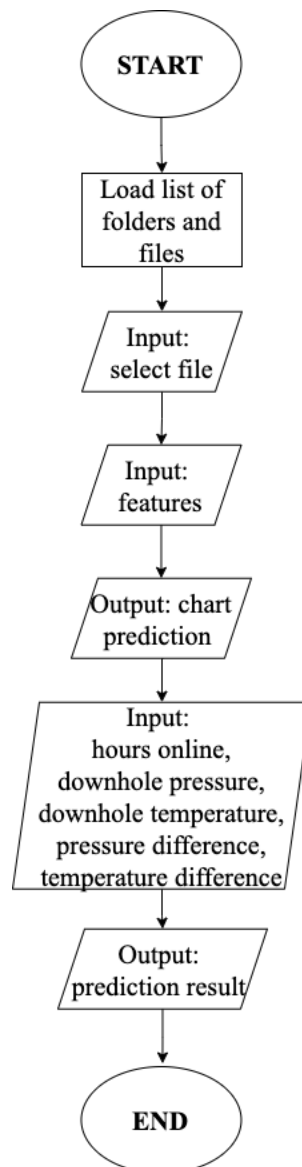 START
Load list of
folders and
files
Input:
select file
Input:
features
Output: chart
prediction
Input:
hours online,
downhole pressure,
downhole temperature,
pressure difference,
temperature difference
Output:
prediction result
END